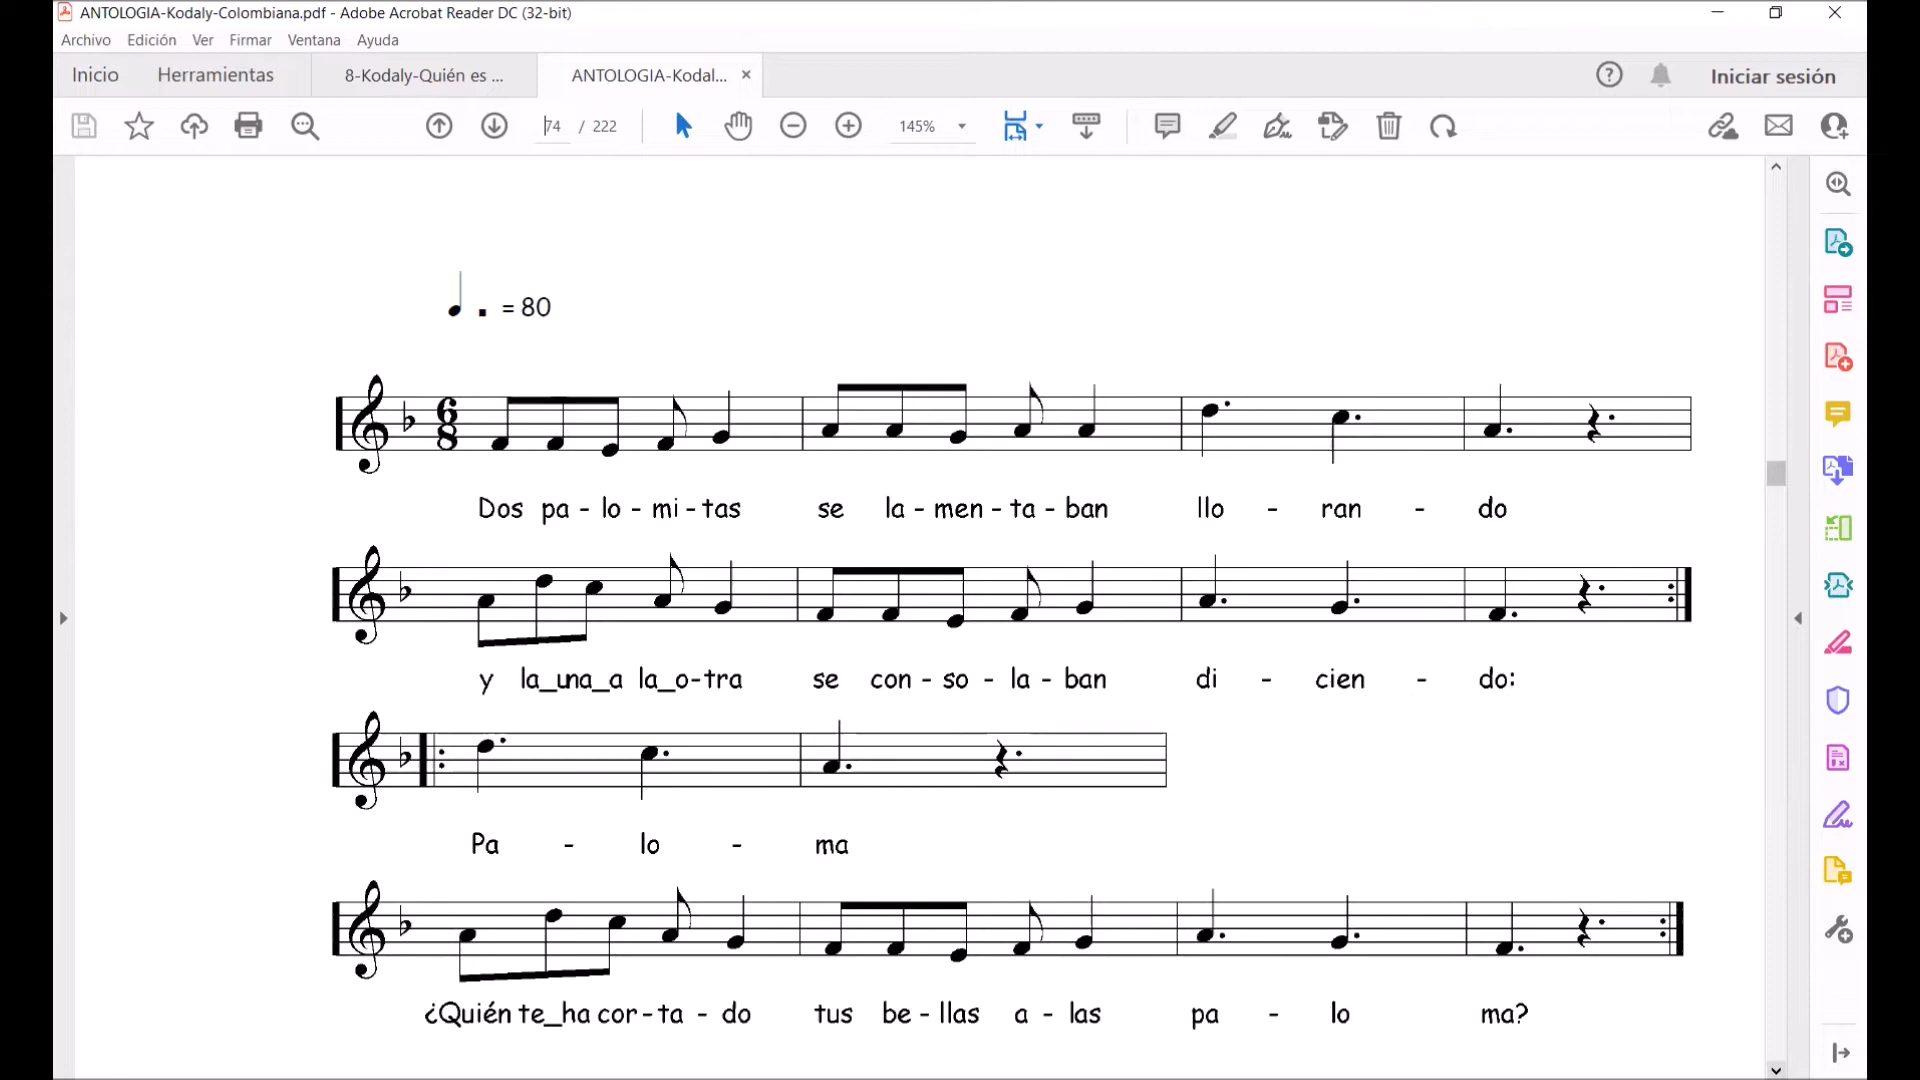 ANTOLOGIA-Kodaly-Colombiana.pdf - Adobe Acrobat Reader DC (32-bit)
Archivo Edición Ver Firmar Ventana Ayuda
Inicio Herramientas 8-Kodaly-Quién es ... ANTOLOGIA-Kodal... Iniciar sesión
74 / 222 145%
= 80
6
8
Dos pa - lo - mi - tas se la - men - ta - ban llo - ran - do
y la_una_a la_o-tra se con - so - la - ban di - cien - do:
Pa - lo - ma
¿Quién te_ha cor - ta - do tus be - llas a - las pa - lo ma?